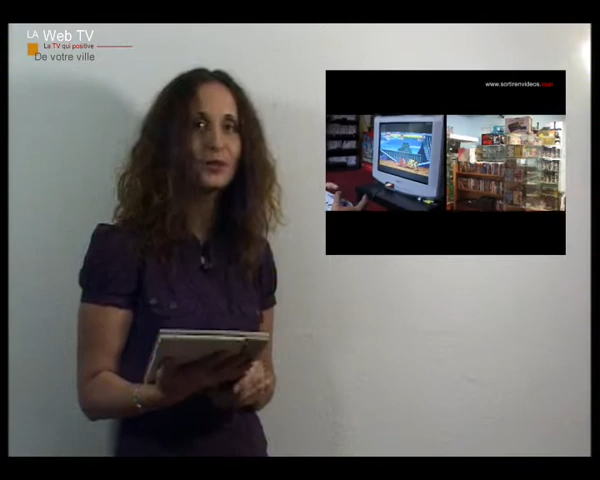 LA Web TV
La TV qui positive
De votre ville
www.sortirenvideos.com